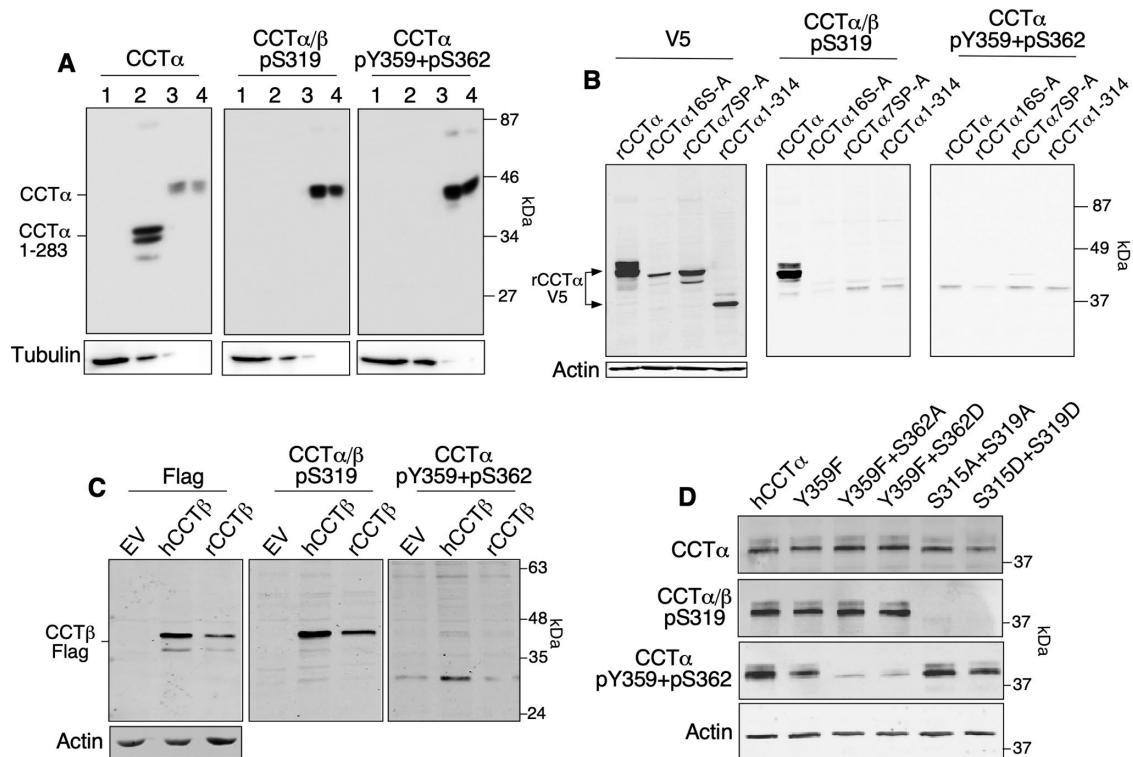 A
CCTα
CCTα/β
pS319
CCTα
pY359+pS362
1 2 3 4
1 2 3 4
1 2 3 4
87
46
34
27
kDa
CCTα
CCTα
1-283
Tubulin
B
V5
CCTα/β
pS319
CCTα
pY359+pS362
rCCTα
rCCTα16S-A
rCCTα7SP-A
rCCTα1-314
rCCTα
rCCTα16S-A
rCCTα7SP-A
rCCTα1-314
rCCTα
rCCTα16S-A
rCCTα7SP-A
rCCTα1-314
87
49
37
kDa
rCCTα
V5
Actin
C
Flag
CCTα/β
pS319
CCTα
pY359+pS362
EV
hCCTβ
rCCTβ
EV
hCCTβ
rCCTβ
EV
hCCTβ
rCCTβ
63
48
35
24
kDa
CCTβ
Flag
Actin
D
hCCTα
Y359F
Y359F+S362A
Y359F+S362D
S315A+S319A
S315D+S319D
CCTα
37
CCTα/β
pS319
37
kDa
CCTα
pY359+pS362
37
Actin
37